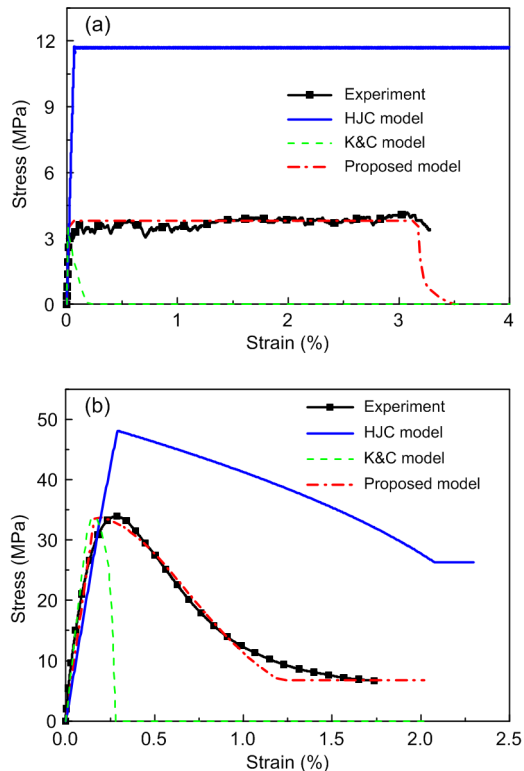 (a)
12
9
6
3
0
Stress (MPa)
Experiment
HJC model
K&C model
Proposed model
0 1 2 3 4
Strain (%)
(b)
50
40
30
20
10
0
Stress (MPa)
Experiment
HJC model
K&C model
Proposed model
0.0 0.5 1.0 1.5 2.0 2.5
Strain (%)